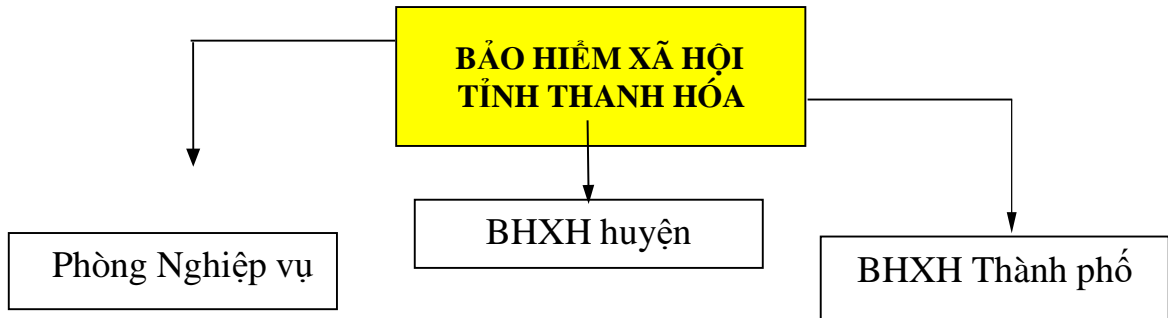 BẢO HIỂM XÃ HỘI
TỈNH THANH HÓA
Phòng Nghiệp vụ
BHXH huyện
BHXH Thành phố